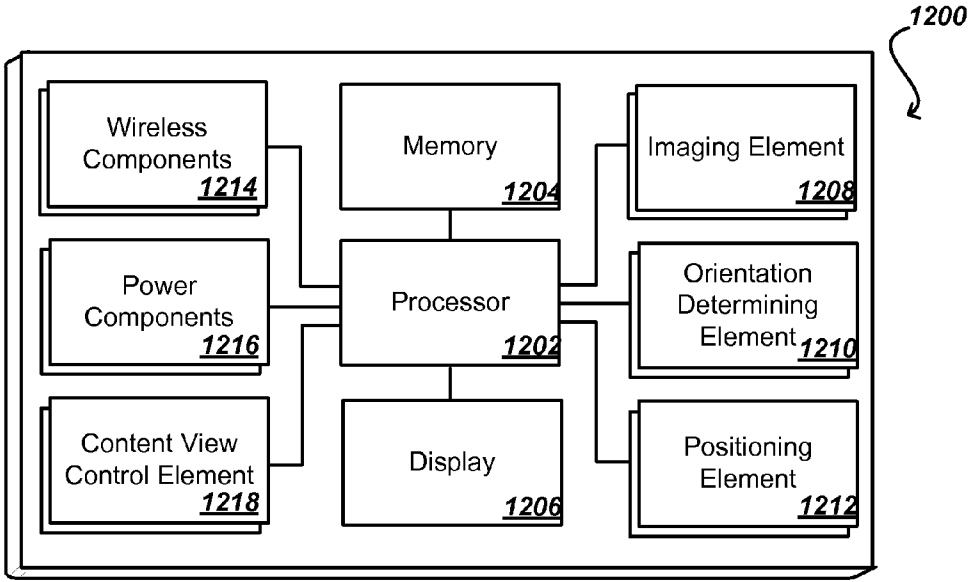 1200
Wireless
Components
1214
Memory
1204
Imaging Element
1208
Power
Components
1216
Processor
1202
Orientation
Determining
Element
1210
Content View
Control Element
1218
Display
1206
Positioning
Element
1212